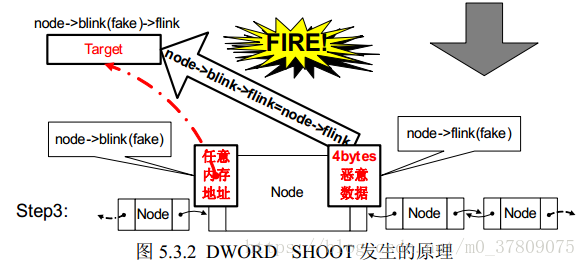 node->blink(fake)->flink
Target
FIRE!
node->blink->flink=node->flink
node->blink(fake)
node->flink(fake)
任意
内存
地址
4bytes
恶意
数据
Node
Step3:
Node
Node
Node
图 5.3.2 DWORD SHOOT 发生的原理